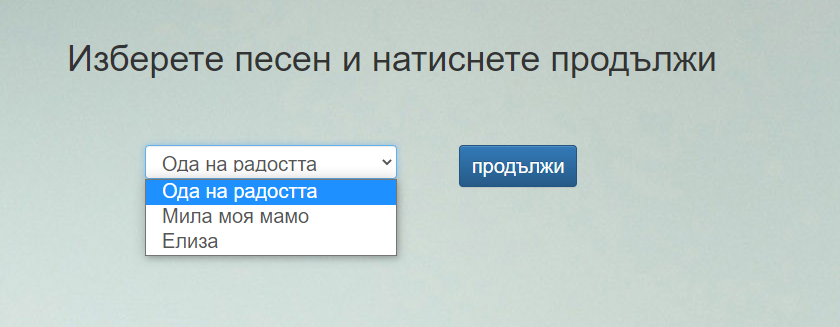 Изберете песен и натиснете продължи
Ода на радостта
продължи
Ода на радостта
Мила моя мамо
Елиза